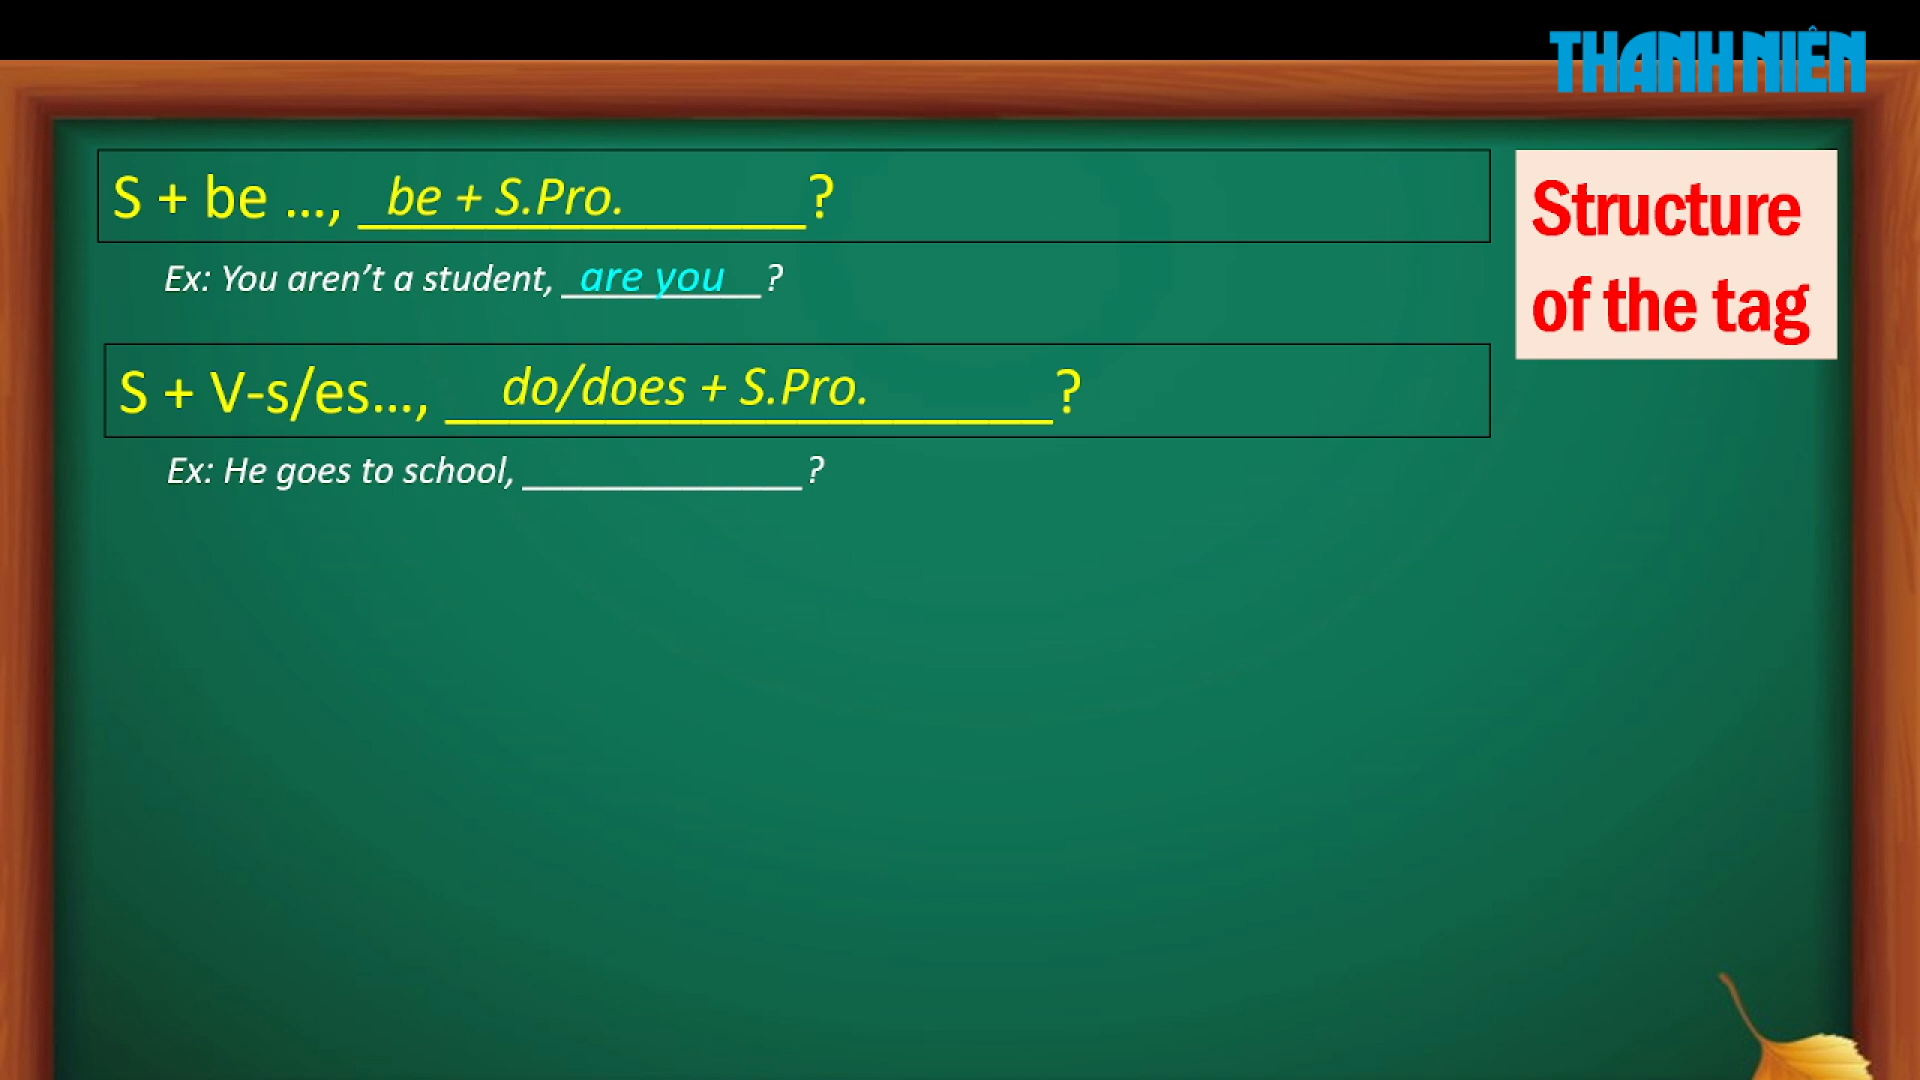 THANH NIÊN
S + be ..., be + S.Pro. ?
Ex: You aren’t a student, are you ?
Structure
of the tag
S + V-s/es..., do/does + S.Pro. ?
Ex: He goes to school, ______________?